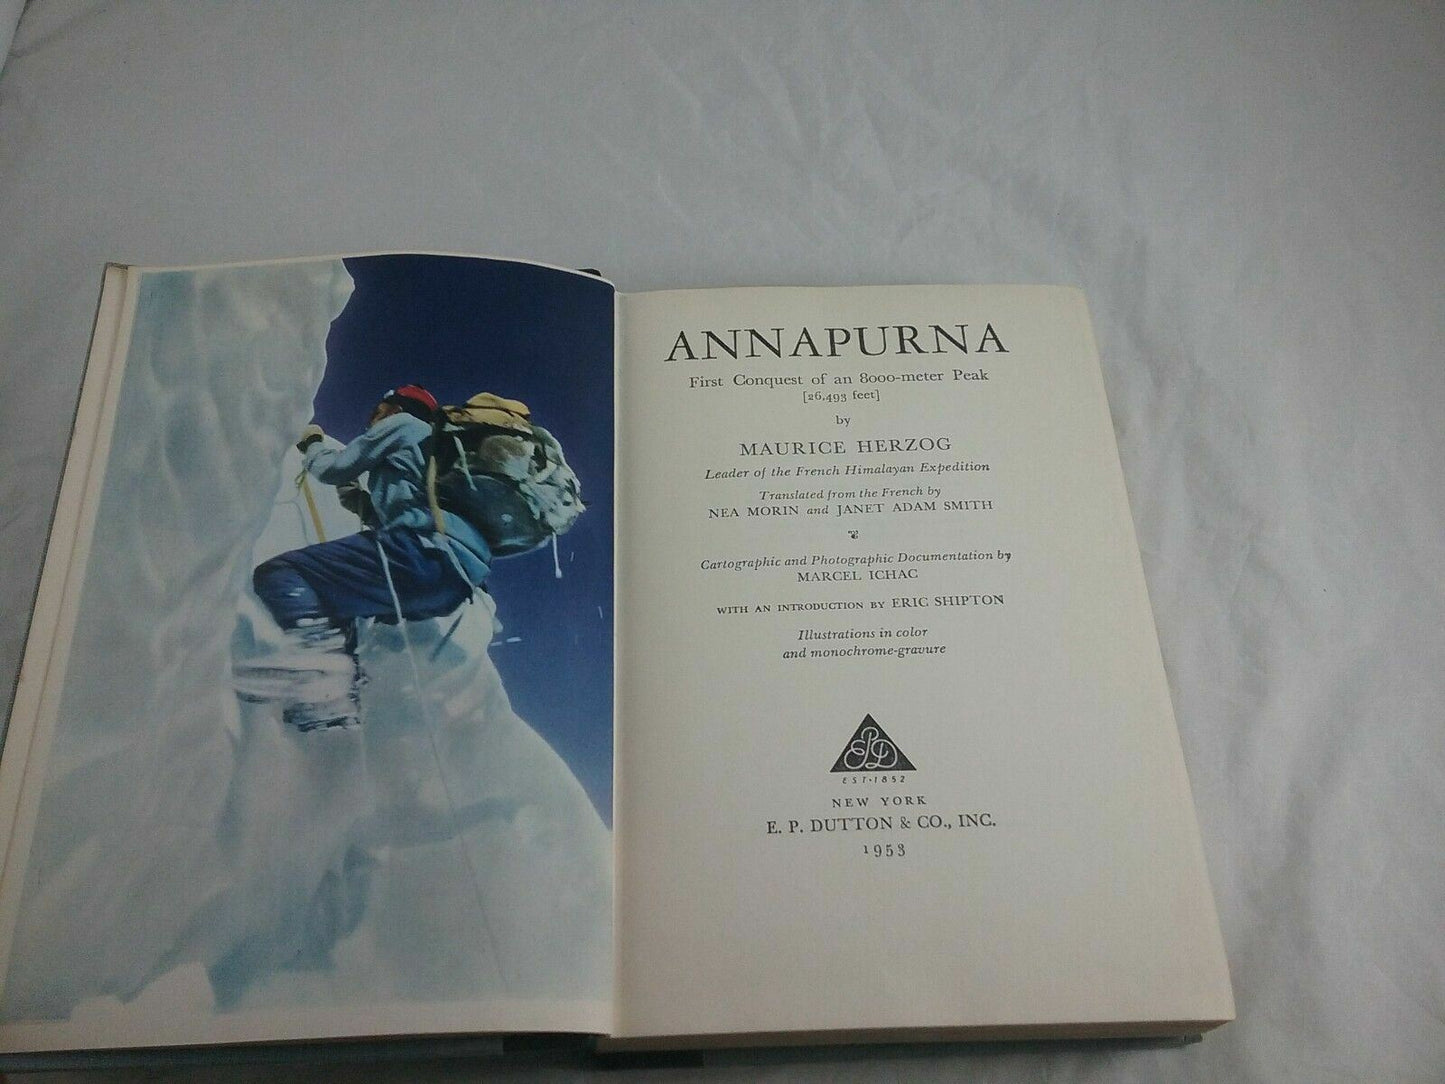 ANNAPURNA
First Conquest of an 8000-meter Peak
[26,493 feet]
by
MAURICE HERZOG
Leader of the French Himalayan Expedition
Translated from the French by
NEA MORIN and JANET ADAM SMITH
Cartographic and Photographic Documentation by
MARCEL ICHAC
WITH AN INTRODUCTION BY ERIC SHIPTON
Illustrations in color
and monochrome-gravure
EPD
EST·1852
NEW YORK
E. P. DUTTON & CO., INC.
1953